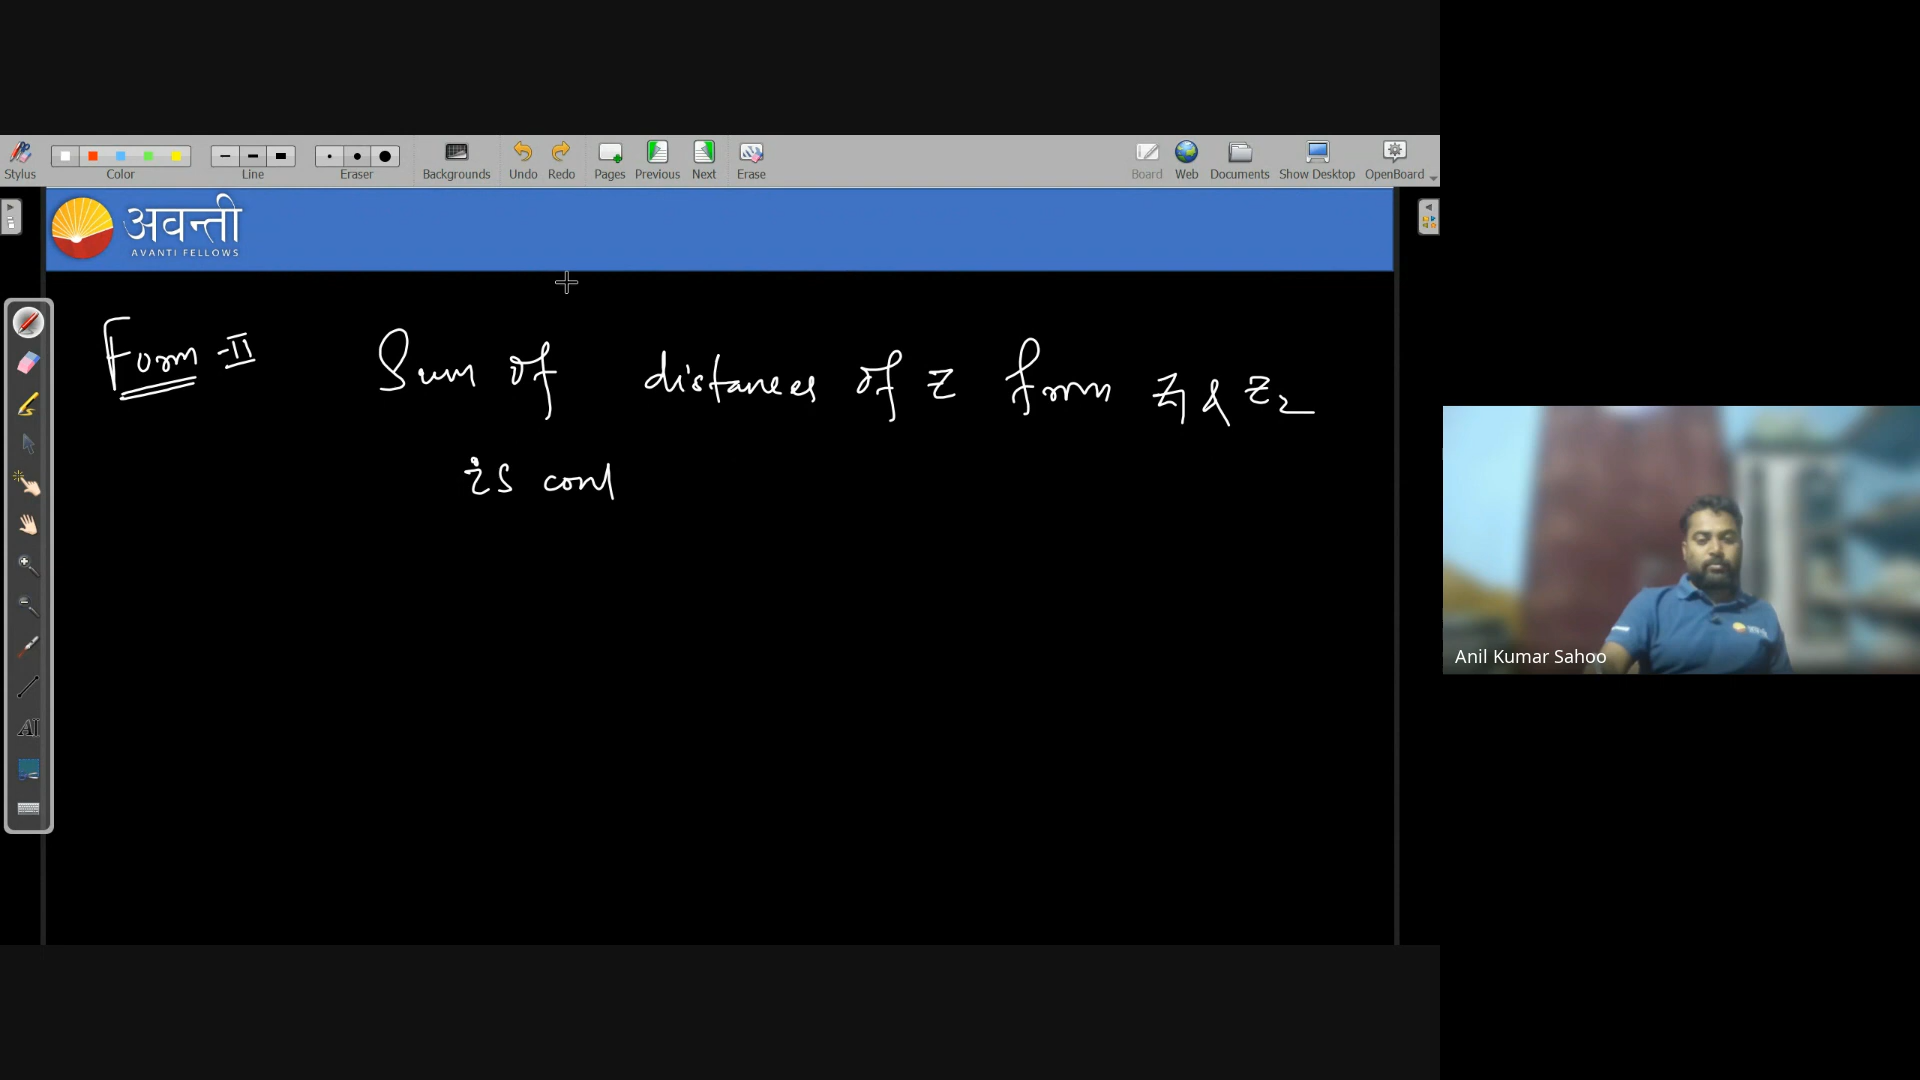 Stylus Color Line Eraser Backgrounds Undo Redo Pages Previous Next Erase Board Web Documents Show Desktop OpenBoard
अवन्ती
AVANTI FELLOWS
Form -II Sum of distances of z from z1 & z2
is cont
Anil Kumar Sahoo